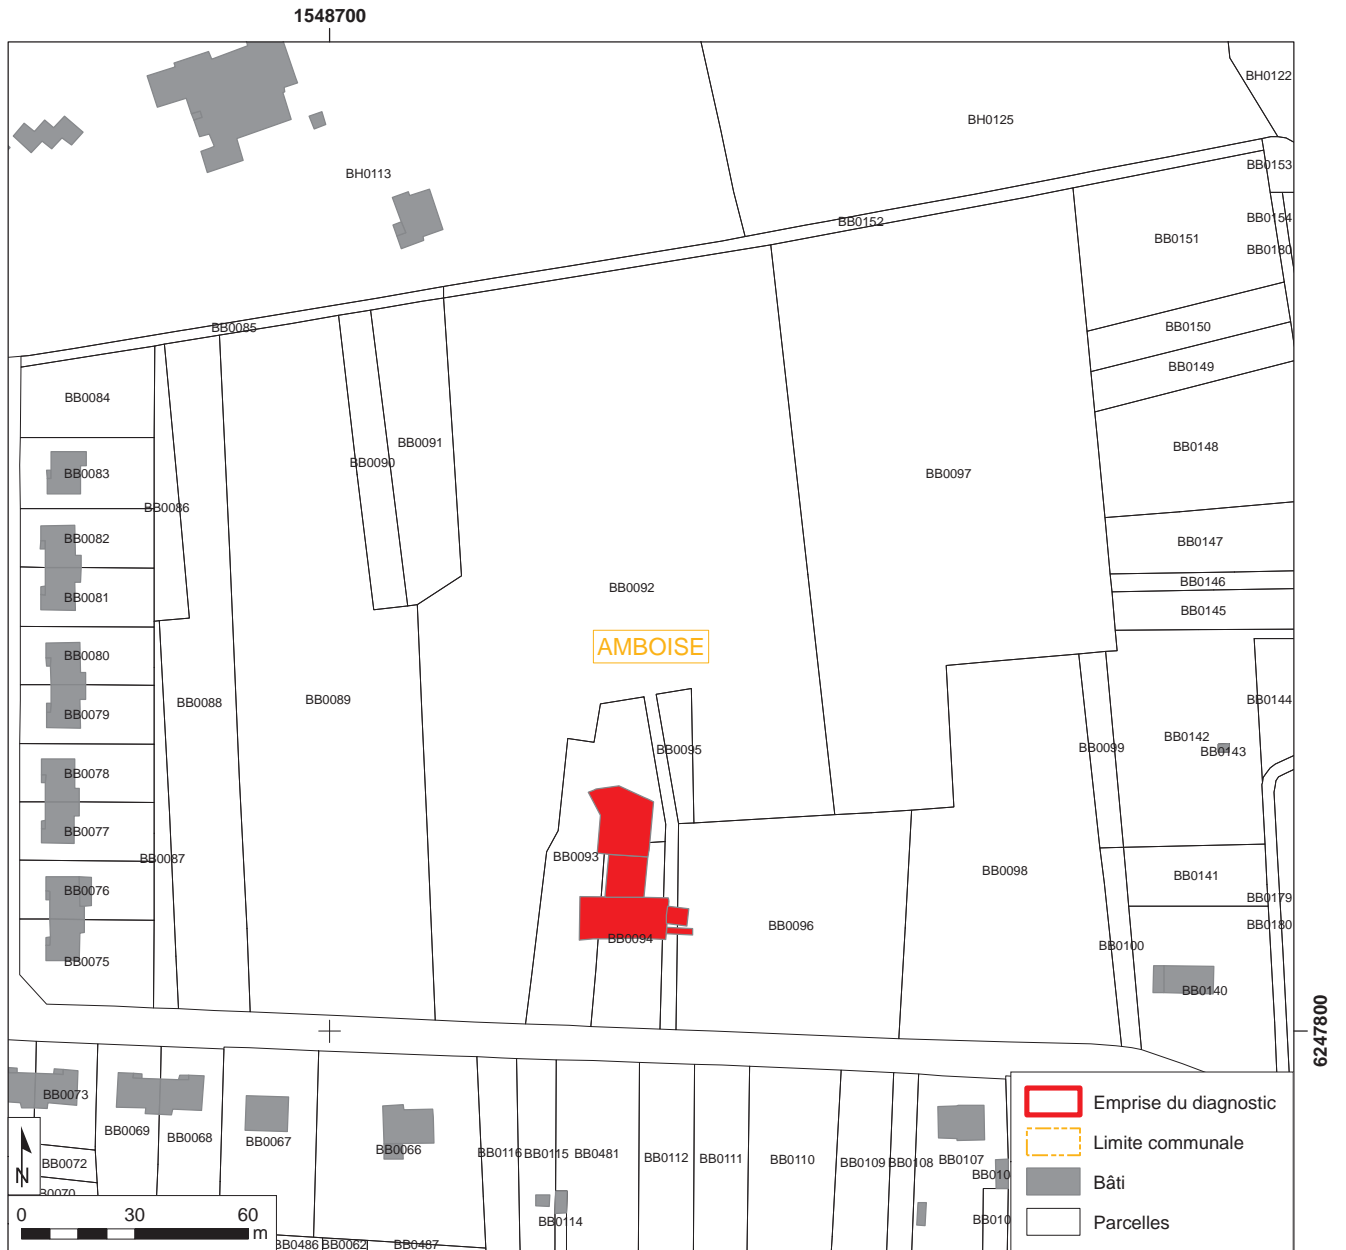 1548700
BH0122
BH0125
BB0153
BH0113
BB0154
BB0152
BB0151
BB0180
BB0085
BB0150
BB0149
BB0084
BB0091
BB0148
BB0090
BB0083
BB0097
BB0086
BB0082
BB0147
BB0146
BB0092
BB0081
BB0145
AMBOISE
BB0080
BB0089
BB0088
BB0144
BB0079
BB0142
BB0095
BB0099
BB0143
BB0078
BB0077
BB0093
BB0087
BB0098
BB0141
BB0076
BB0179
BB0096
BB0180
BB0094
BB0100
BB0075
BB0140
6247800
BB0073
BB0069
BB0068
BB0067
BB0066
BB0116
BB0115
BB0481
BB0112
BB0111
BB0110
BB0109
BB0108
BB0107
BB0072
BB010
BB0070
BB010
BB0114
BB0486
BB0062
BB0487
N
0 30 60
m
Emprise du diagnostic
Limite communale
Bâti
Parcelles